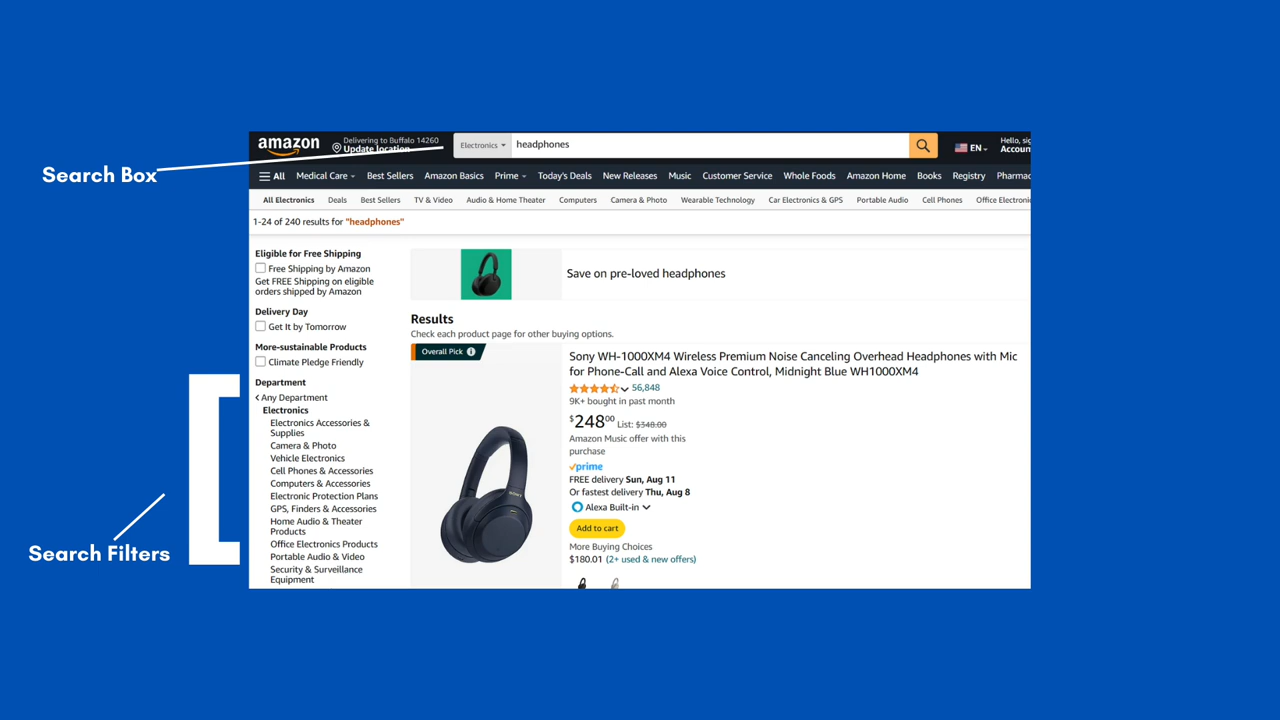 amazon
Delivering to Buffalo 14260
Update location
Electronics
headphones
EN
Hello, sig
Accoun
Search Box
All
Medical Care
Best Sellers
Amazon Basics
Prime
Today's Deals
New Releases
Music
Customer Service
Whole Foods
Amazon Home
Books
Registry
Pharmac
All Electronics
Deals
Best Sellers
TV & Video
Audio & Home Theater
Computers
Camera & Photo
Wearable Technology
Car Electronics & GPS
Portable Audio
Cell Phones
Office Electronic
1-24 of 240 results for "headphones"
Eligible for Free Shipping
Free Shipping by Amazon
Get FREE Shipping on eligible
orders shipped by Amazon
Delivery Day
Get It by Tomorrow
More-sustainable Products
Climate Pledge Friendly
Department
Any Department
Electronics
Electronics Accessories &
Supplies
Camera & Photo
Vehicle Electronics
Cell Phones & Accessories
Computers & Accessories
Electronic Protection Plans
GPS, Finders & Accessories
Home Audio & Theater
Products
Office Electronics Products
Portable Audio & Video
Security & Surveillance
Equipment
Search Filters
Save on pre-loved headphones
Results
Check each product page for other buying options.
Overall Pick
SONY
Sony WH-1000XM4 Wireless Premium Noise Canceling Overhead Headphones with Mic
for Phone-Call and Alexa Voice Control, Midnight Blue WH1000XM4
56,848
9K+ bought in past month
$248.00 List: $348.00
Amazon Music offer with this
purchase
prime
FREE delivery Sun, Aug 11
Or fastest delivery Thu, Aug 8
Alexa Built-in
Add to cart
More Buying Choices
$180.01 (2+ used & new offers)